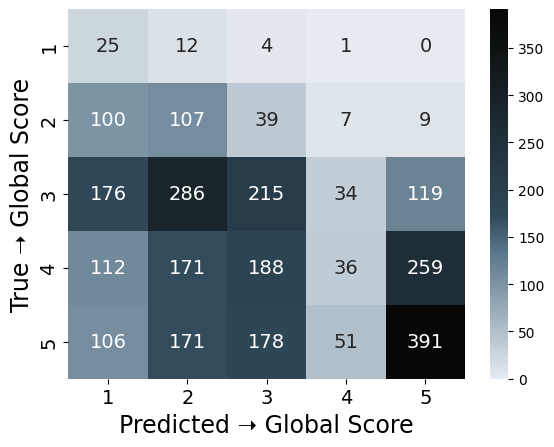 1 25 12 4 1 0
2 100 107 39 7 9
3 176 286 215 34 119
4 112 171 188 36 259
5 106 171 178 51 391
1 2 3 4 5
Predicted → Global Score
True → Global Score
350
300
250
200
150
100
50
0